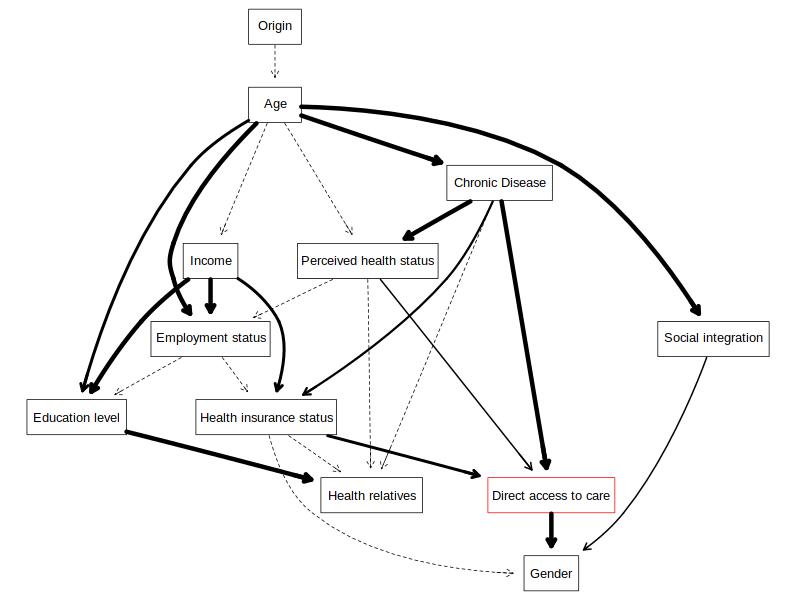 Origin
Age
Chronic Disease
Income
Perceived health status
Employment status
Social integration
Education level
Health insurance status
Health relatives
Direct access to care
Gender